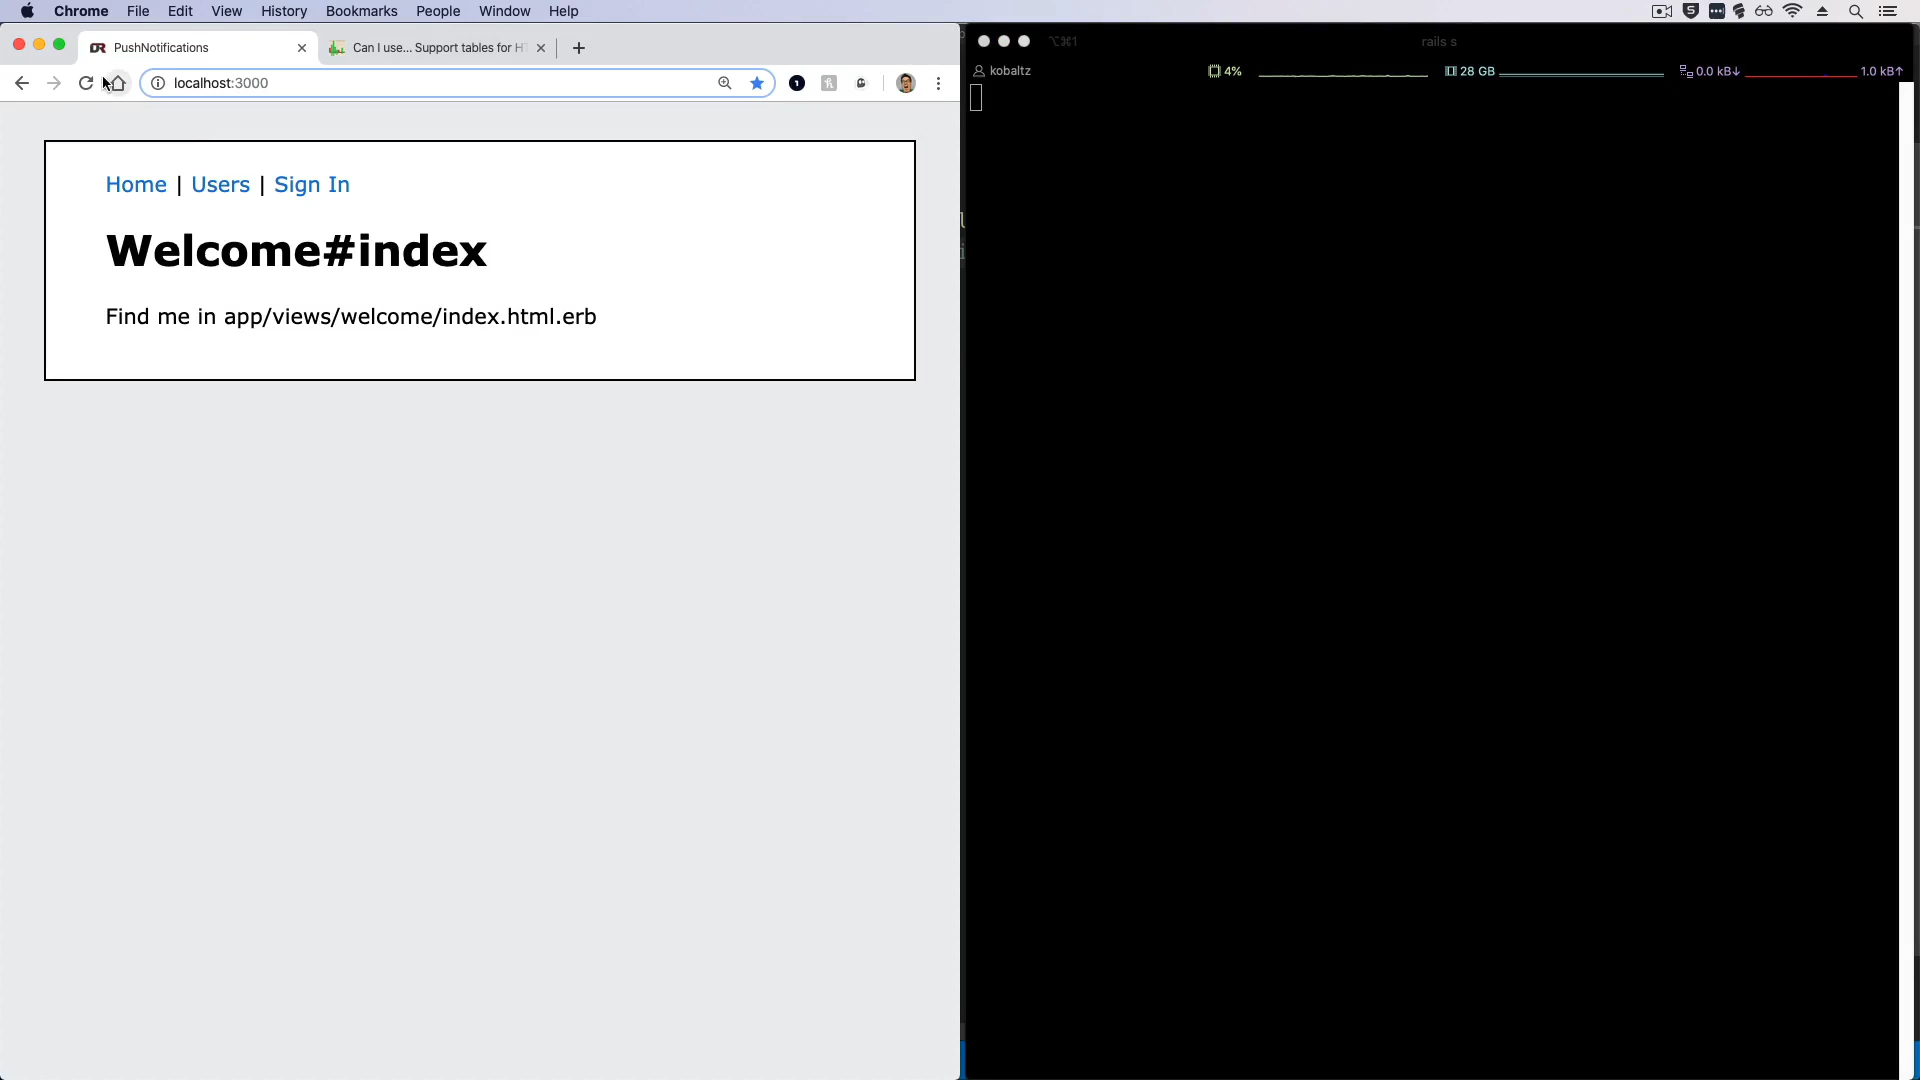 Chrome File Edit View History Bookmarks People Window Help
PushNotifications
Can I use... Support tables for HT
localhost:3000
Home | Users | Sign In
Welcome#index
Find me in app/views/welcome/index.html.erb
⌥⌘1
rails s
kobaltz
4%
28 GB
0.0 kB↓
1.0 kB↑